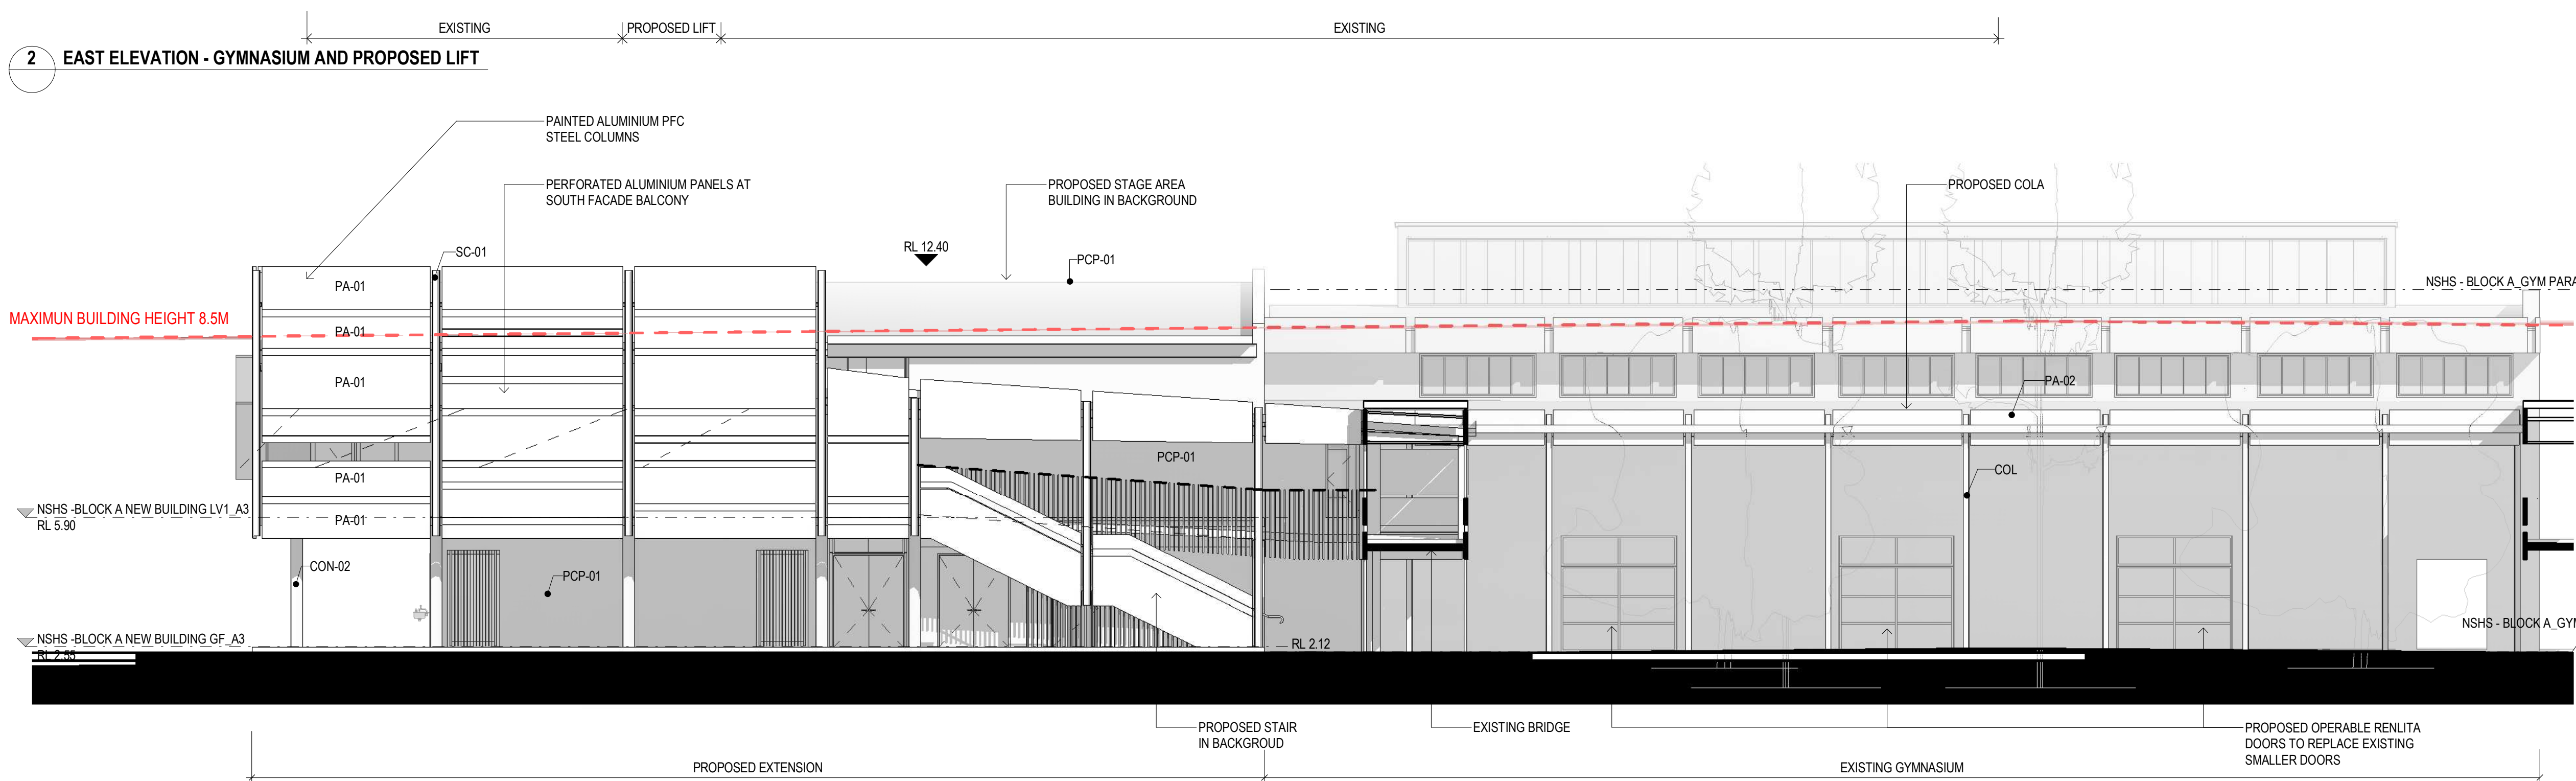 EXISTING
PROPOSED LIFT
EXISTING
2
EAST ELEVATION - GYMNASIUM AND PROPOSED LIFT
PAINTED ALUMINIUM PFC
STEEL COLUMNS
PERFORATED ALUMINIUM PANELS AT
SOUTH FACADE BALCONY
PROPOSED STAGE AREA
BUILDING IN BACKGROUND
PROPOSED COLA
RL 12.40
SC-01
PCP-01
PA-01
NSHS - BLOCK A_GYM PARA
MAXIMUN BUILDING HEIGHT 8.5M
PA-01
PA-01
PA-02
PCP-01
COL
PA-01
NSHS -BLOCK A NEW BUILDING LV1_A3
RL 5.90
PA-01
CON-02
PCP-01
NSHS - BLOCK A_GYM
NSHS -BLOCK A NEW BUILDING GF_A3
RL 2.55
RL 2.12
PROPOSED STAIR
IN BACKGROUD
EXISTING BRIDGE
PROPOSED OPERABLE RENLITA
DOORS TO REPLACE EXISTING
SMALLER DOORS
PROPOSED EXTENSION
EXISTING GYMNASIUM